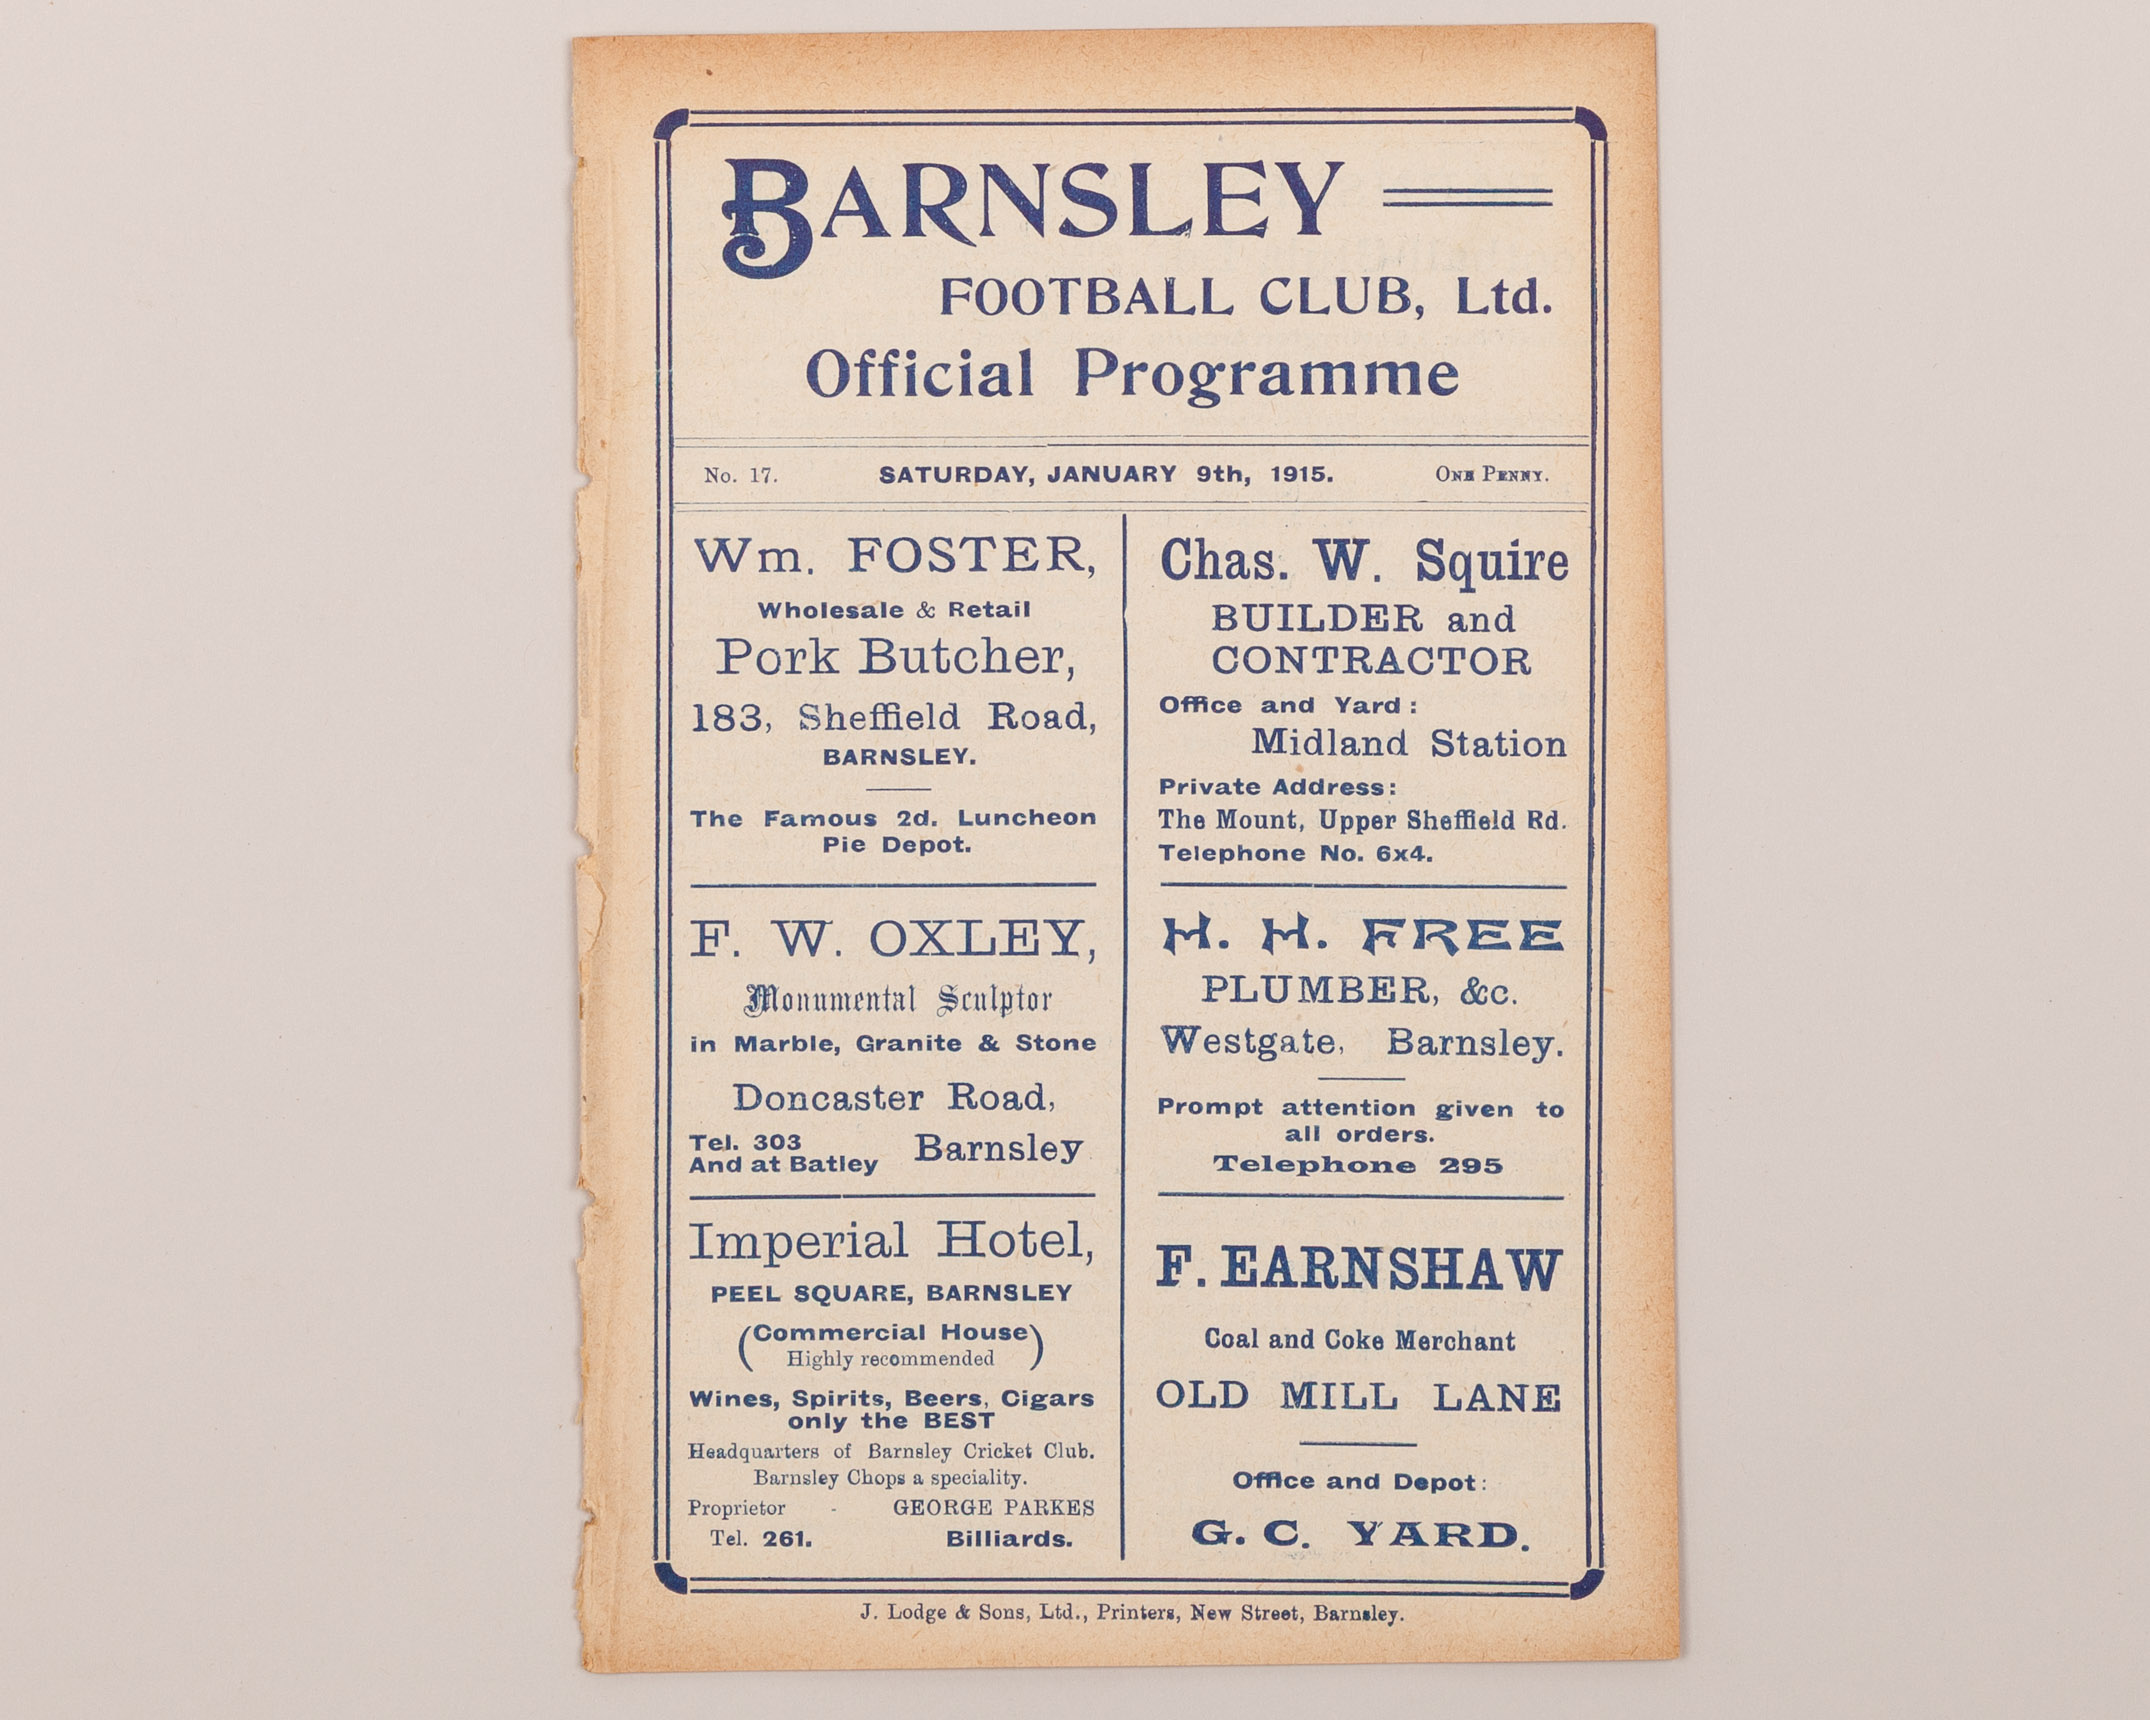 BARNSLEY
FOOTBALL CLUB, Ltd.
Official Programme
No. 17. SATURDAY, JANUARY 9th, 1915. ONE PENNY.
Wm. FOSTER,
Wholesale & Retail
Pork Butcher,
183, Sheffield Road,
BARNSLEY.
The Famous 2d. Luncheon
Pie Depot.
F. W. OXLEY,
Monumental Sculptor
in Marble, Granite & Stone
Doncaster Road,
Tel. 303
And at Batley Barnsley
Imperial Hotel,
PEEL SQUARE, BARNSLEY
(Commercial House)
Highly recommended
Wines, Spirits, Beers, Cigars
only the BEST
Headquarters of Barnsley Cricket Club.
Barnsley Chops a speciality.
Proprietor - GEORGE PARKES
Tel. 261. Billiards.
Chas. W. Squire
BUILDER and
CONTRACTOR
Office and Yard:
Midland Station
Private Address:
The Mount, Upper Sheffield Rd.
Telephone No. 6x4.
H. H. FREE
PLUMBER, &c.
Westgate, Barnsley.
Prompt attention given to
all orders.
Telephone 295
F. EARNSHAW
Coal and Coke Merchant
OLD MILL LANE
Office and Depot:
G. C. YARD.
J. Lodge & Sons, Ltd., Printers, New Street, Barnsley.